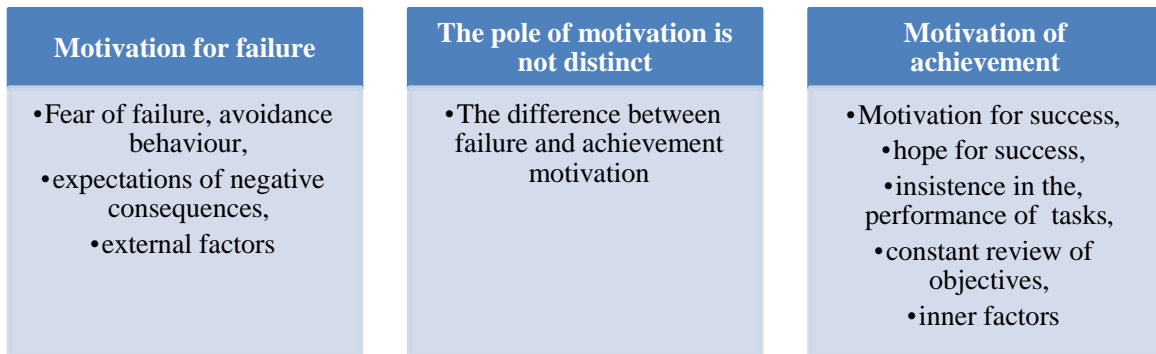 Motivation for failure
•Fear of failure, avoidance
behaviour,
•expectations of negative
consequences,
•external factors
The pole of motivation is
not distinct
•The difference between
failure and achievement
motivation
Motivation of
achievement
•Motivation for success,
•hope for success,
•insistence in the,
performance of tasks,
•constant review of
objectives,
•inner factors